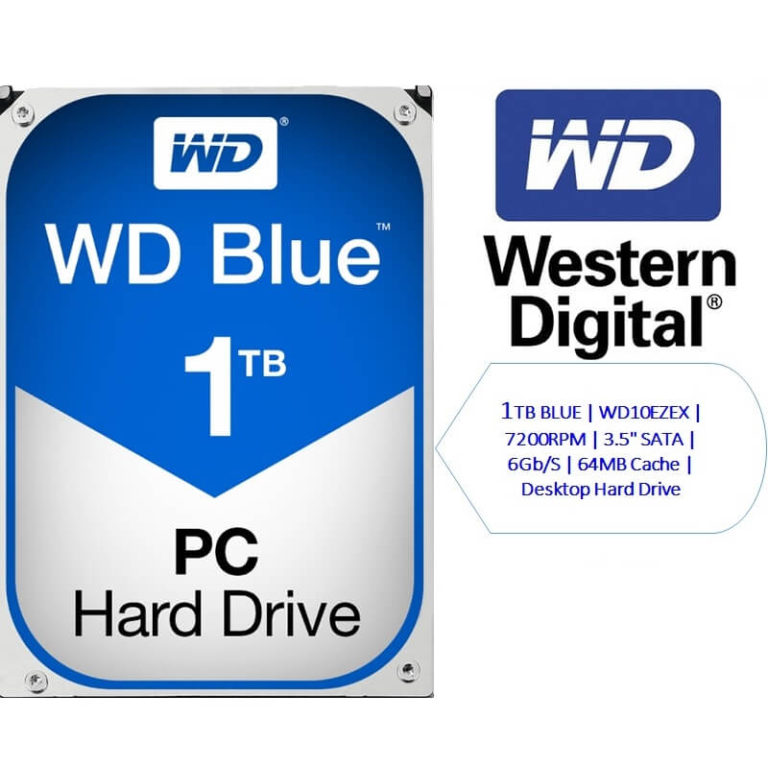 WD®
WD Blue™
1TB
PC
Hard Drive
WD
Western
Digital®
1TB BLUE | WD10EZEX |
7200RPM | 3.5" SATA |
6Gb/S | 64MB Cache |
Desktop Hard Drive